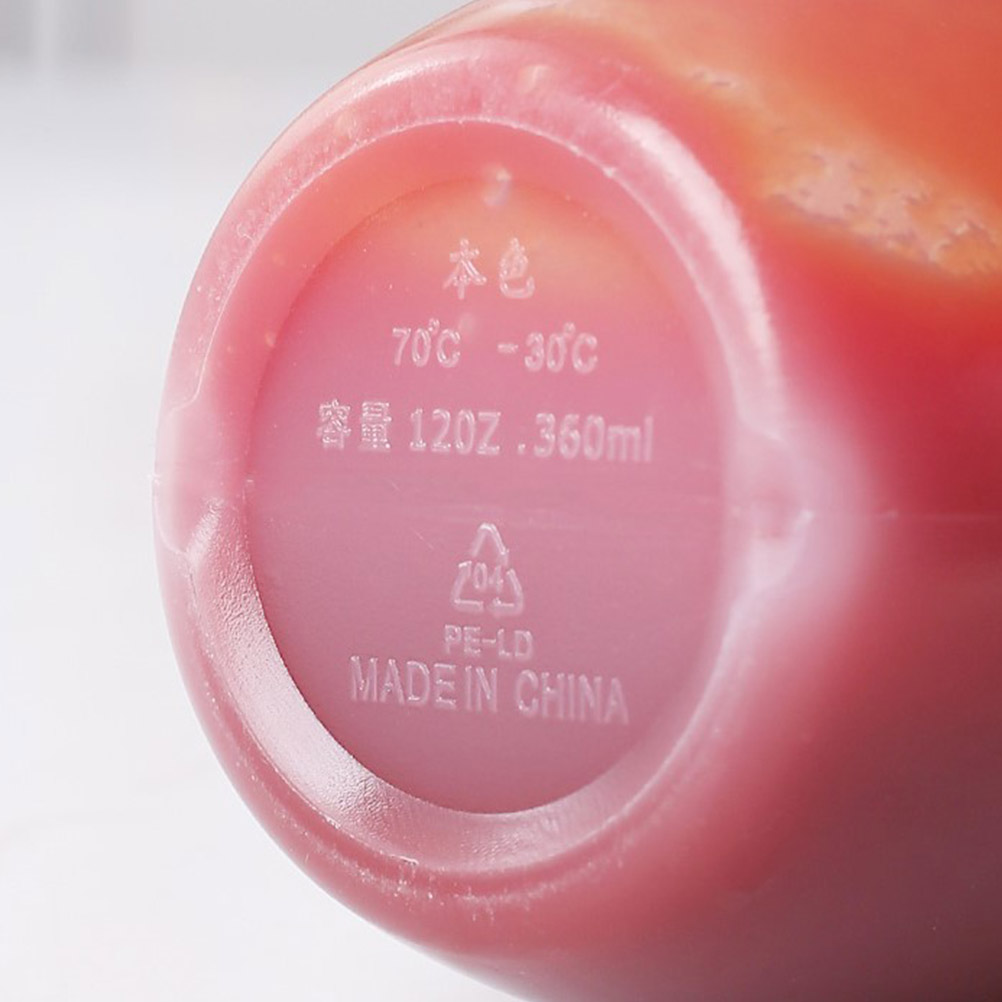 本色
70℃ -30℃
容量 12OZ .360ml
04
PE-LD
MADE IN CHINA